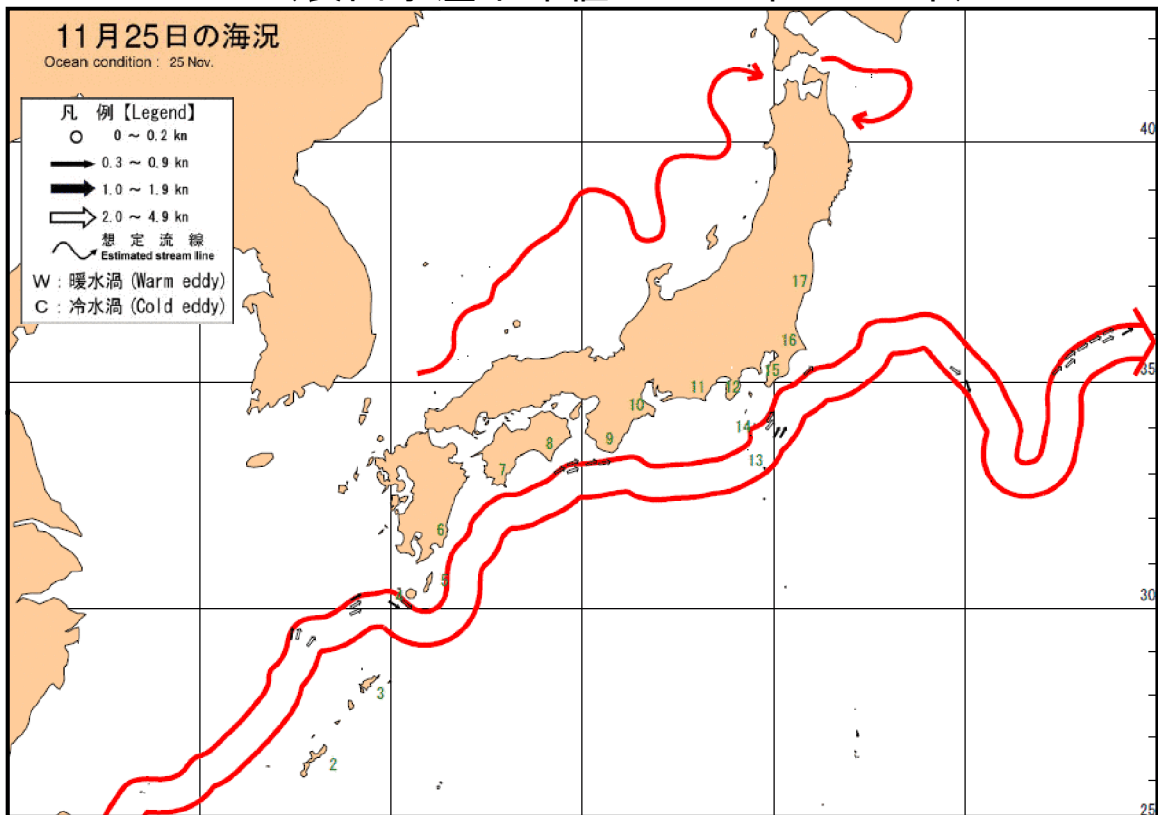 11月25日の海況
Ocean condition : 25 Nov.
凡 例【Legend】
0 ～ 0.2 kn
0.3 ～ 0.9 kn
1.0 ～ 1.9 kn
2.0 ～ 4.9 kn
想 定 流 線
Estimated stream line
W : 暖水渦 (Warm eddy)
C : 冷水渦 (Cold eddy)
40
17
16
35
15
12
11
10
14
9
8
13
7
6
5
30
3
2
25